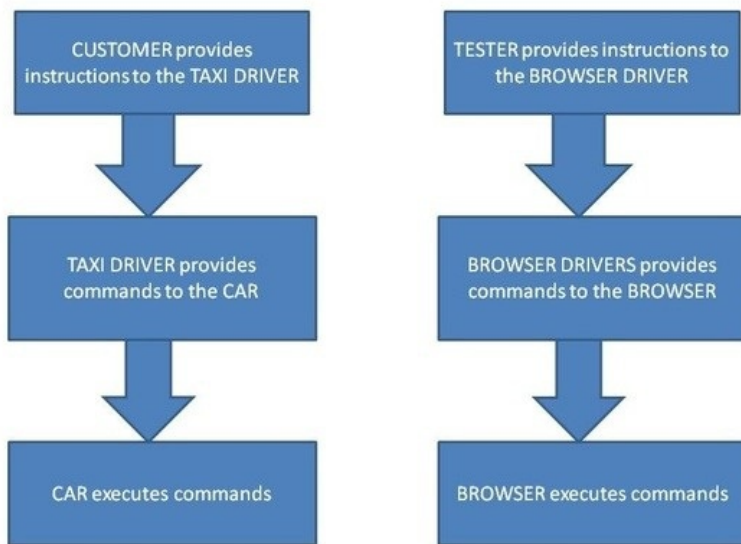 CUSTOMER provides
instructions to the TAXI DRIVER
TAXI DRIVER provides
commands to the CAR
CAR executes commands
TESTER provides instructions to
the BROWSER DRIVER
BROWSER DRIVERS provides
commands to the BROWSER
BROWSER executes commands